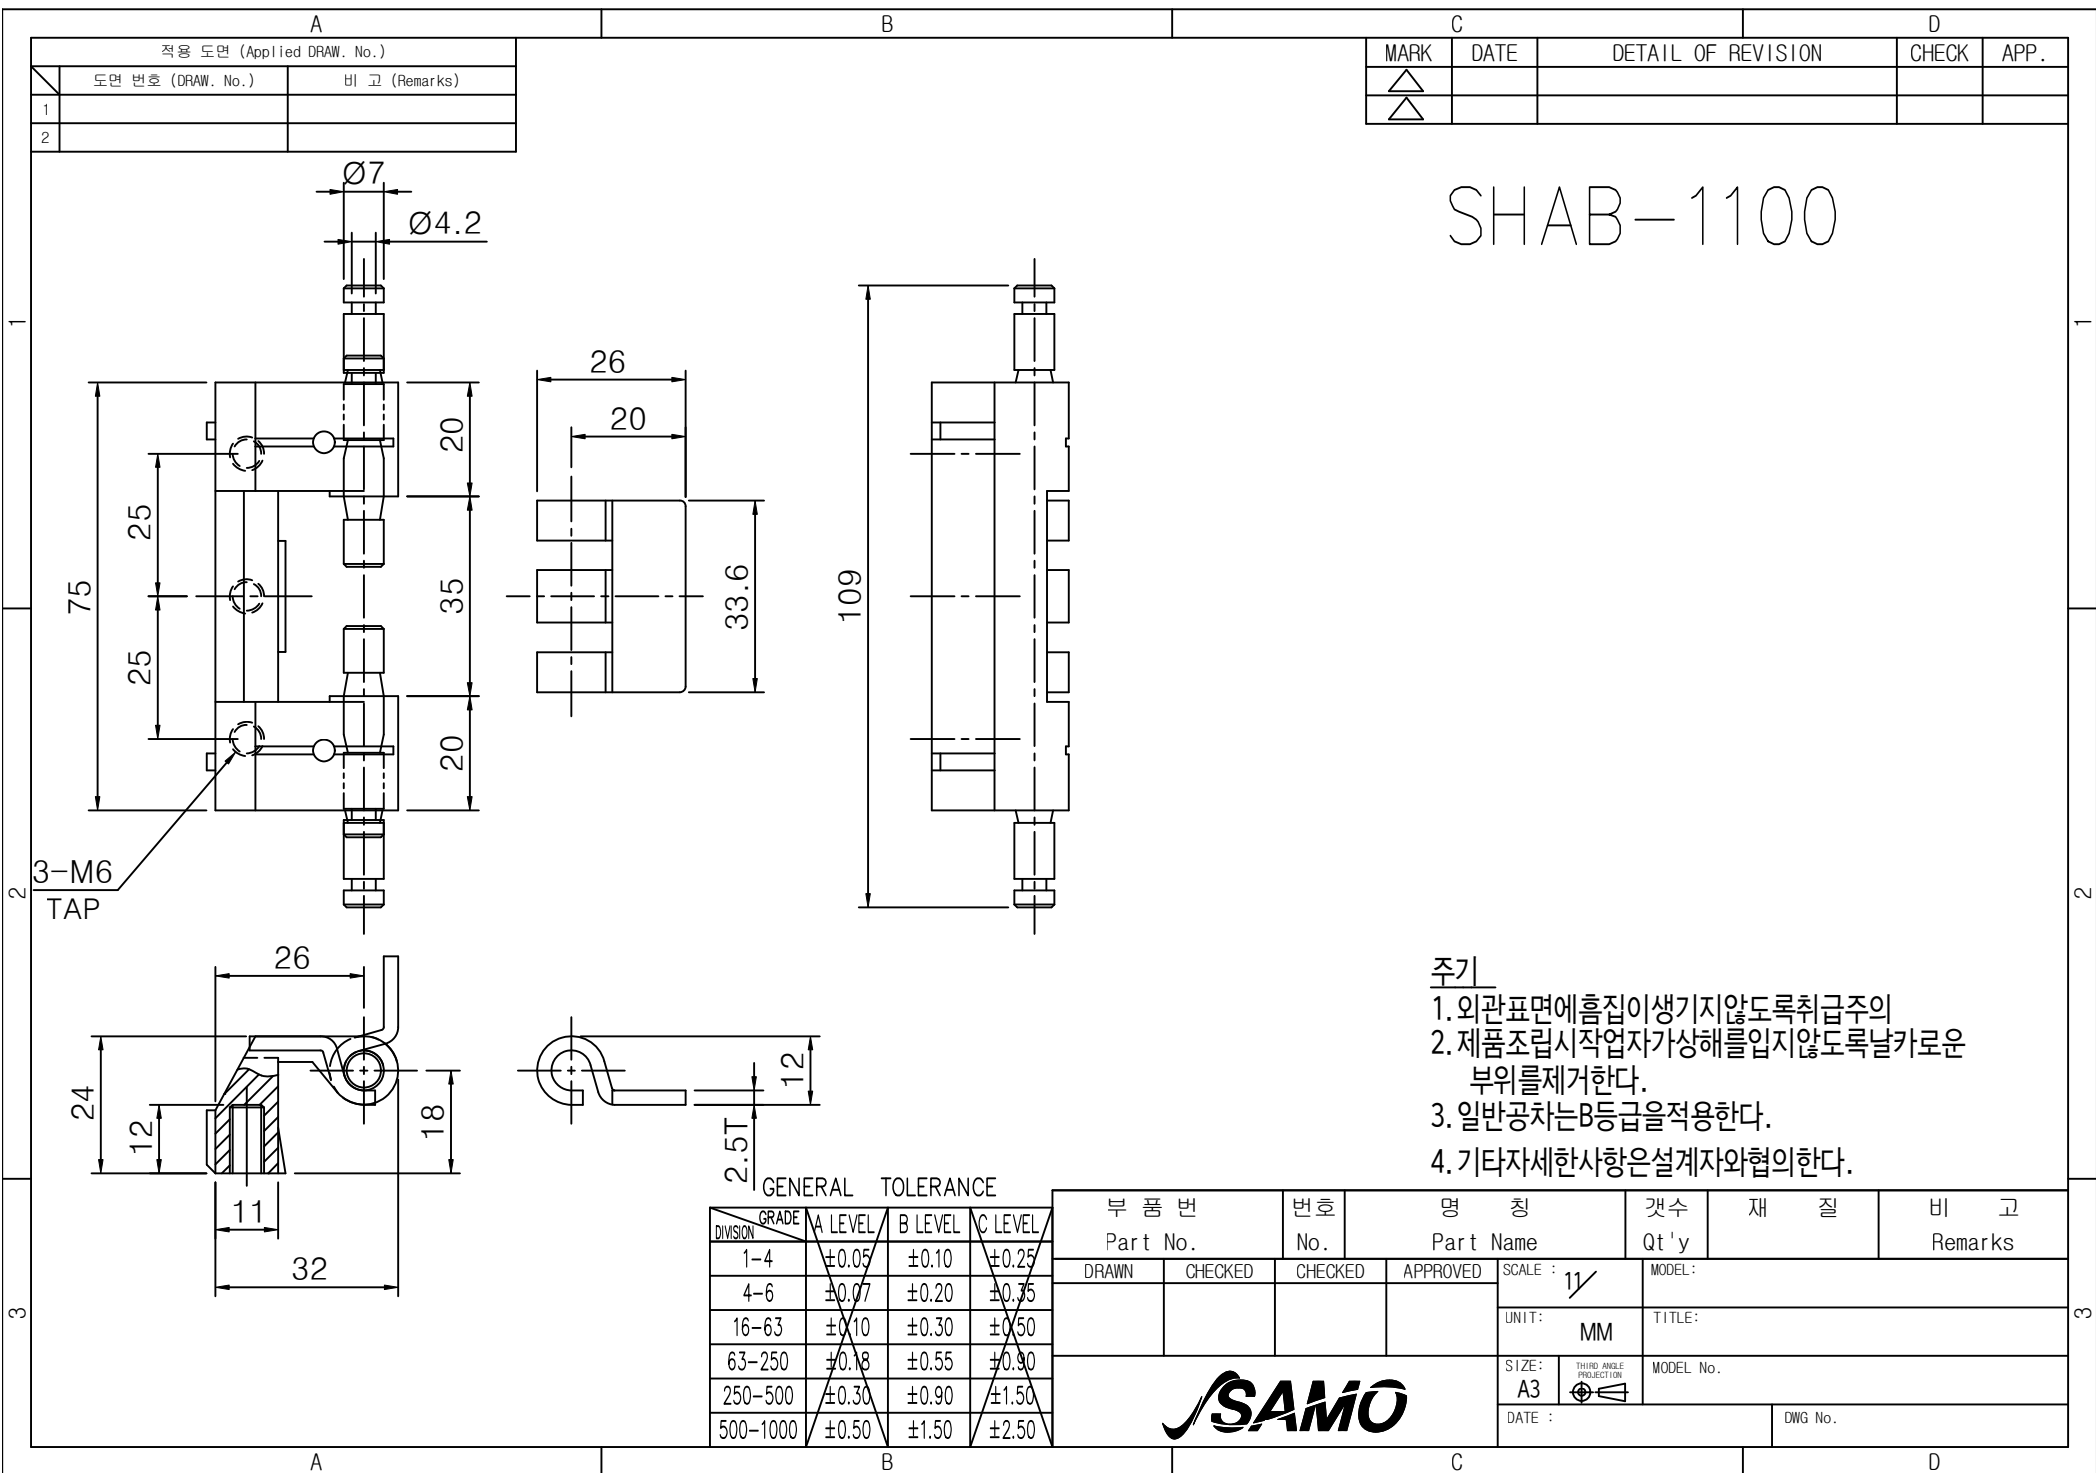 A B C D
적용 도면 (Applied DRAW. No.)
도면 번호 (DRAW. No.) 비 고 (Remarks)
1
2
MARK DATE DETAIL OF REVISION CHECK APP.
SHAB-1100
Ø7
Ø4.2
26
20
20
25
75
35
33.6
109
25
20
3-M6
TAP
1
1
2
2
3
3
26
24
12
18
11
32
12
2.5T
주기
1. 외관표면에흠집이생기지않도록취급주의
2. 제품조립시작업자가상해를입지않도록날카로운
부위를제거한다.
3. 일반공차는B등급을적용한다.
4. 기타자세한사항은설계자와협의한다.
GENERAL TOLERANCE
GRADE
DIVISION A LEVEL B LEVEL C LEVEL
1-4 ±0.05 ±0.10 ±0.25
4-6 ±0.07 ±0.20 ±0.35
16-63 ±0.10 ±0.30 ±0.50
63-250 ±0.18 ±0.55 ±0.90
250-500 ±0.30 ±0.90 ±1.50
500-1000 ±0.50 ±1.50 ±2.50
부 품 번 번호 명 칭 갯수 재 질 비 고
Part No. No. Part Name Qt'y Remarks
DRAWN CHECKED CHECKED APPROVED SCALE : 1/1 MODEL:
UNIT: MM TITLE:
SIZE: A3 THIRD ANGLE PROJECTION MODEL No.
DATE : DWG No.
SAMO
A B C D